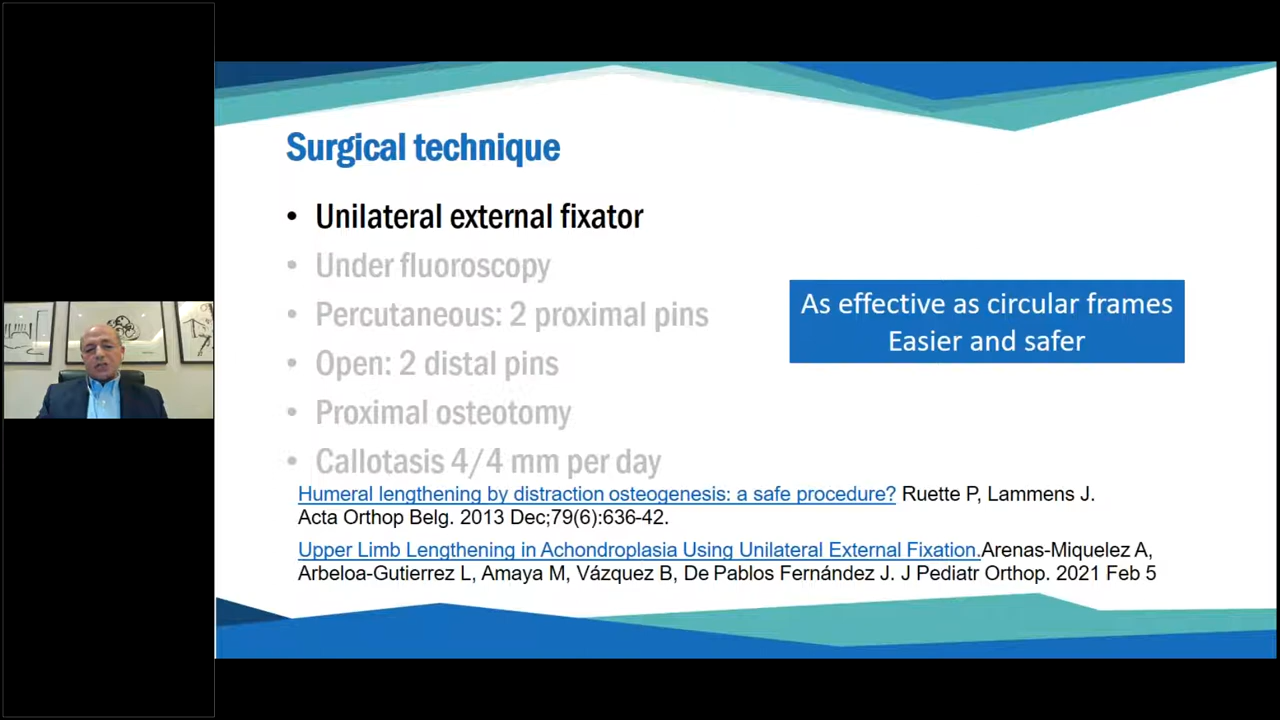 Surgical technique
• Unilateral external fixator
• Under fluoroscopy
• Percutaneous: 2 proximal pins
• Open: 2 distal pins
• Proximal osteotomy
• Callotasis 4/4 mm per day
As effective as circular frames
Easier and safer
Humeral lengthening by distraction osteogenesis: a safe procedure? Ruette P, Lammens J.
Acta Orthop Belg. 2013 Dec;79(6):636-42.
Upper Limb Lengthening in Achondroplasia Using Unilateral External Fixation.Arenas-Miquelez A,
Arbeloa-Gutierrez L, Amaya M, Vázquez B, De Pablos Fernández J. J Pediatr Orthop. 2021 Feb 5